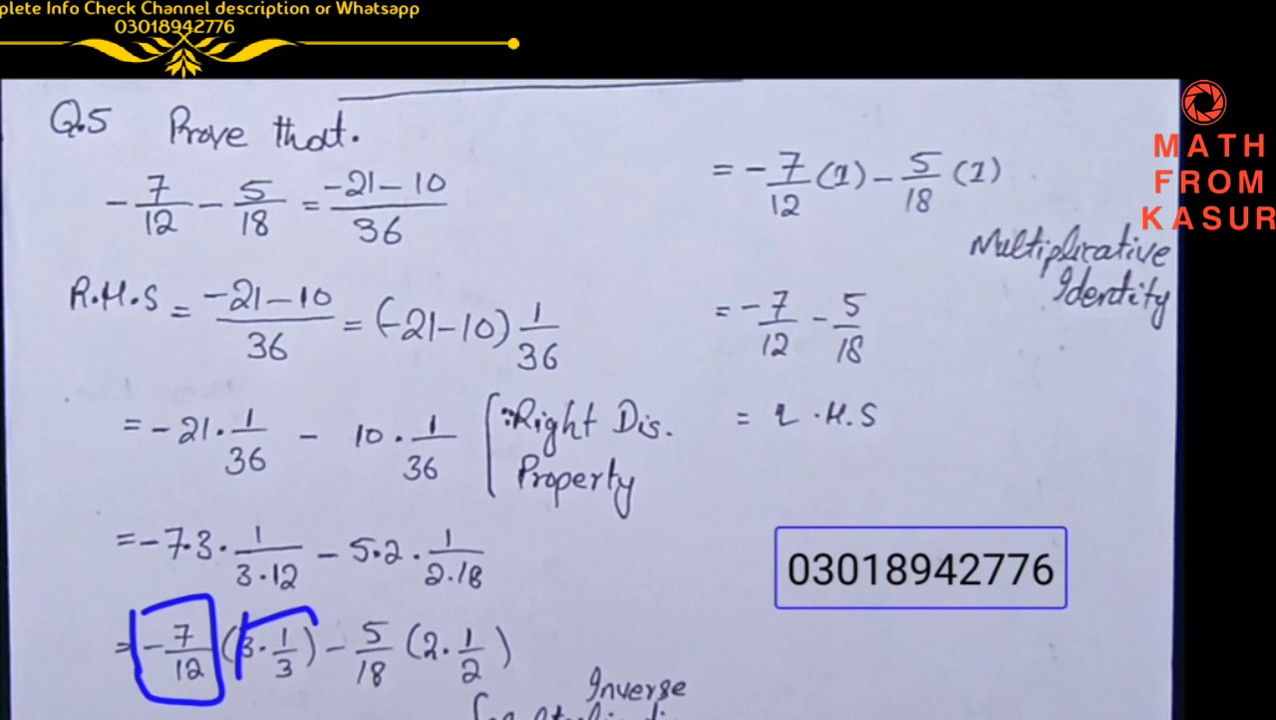 plete Info Check Channel description or Whatsapp
03018942776
MATH
FROM
KASUR
Q.5 Prove that.
-7/12 - 5/18 = -21-10/36
R.H.S = -21-10/36 = (-21-10) 1/36
= -21 · 1/36 - 10 · 1/36 [∵ Right Dis.
Property
= -7·3 · 1/3·12 - 5·2 · 1/2·18
= -7/12 (3 · 1/3) - 5/18 (2 · 1/2)
Inverse
= -7/12 (1) - 5/18 (1)
Multiplicative
Identity
= -7/12 - 5/18
= L.H.S
03018942776